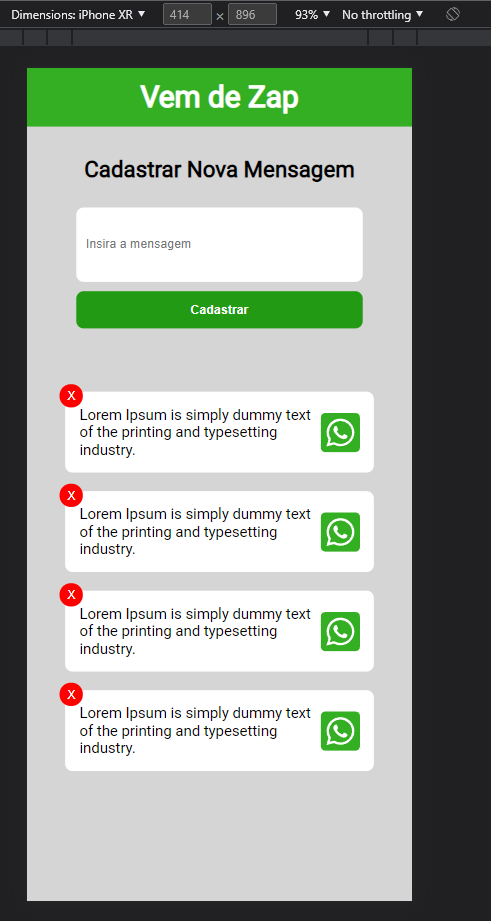 Dimensions: iPhone XR ▼ 414 × 896 93% ▼ No throttling ▼
Vem de Zap
Cadastrar Nova Mensagem
Insira a mensagem
Cadastrar
X
Lorem Ipsum is simply dummy text
of the printing and typesetting
industry.
X
Lorem Ipsum is simply dummy text
of the printing and typesetting
industry.
X
Lorem Ipsum is simply dummy text
of the printing and typesetting
industry.
X
Lorem Ipsum is simply dummy text
of the printing and typesetting
industry.